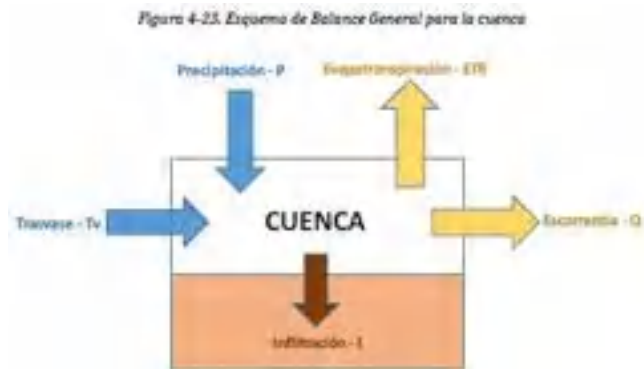 Figura 4-23. Esquema de Balance General para la cuenca
Precipitación - P
Evapotranspiración - ETR
Trasvase - Tv
CUENCA
Escorrentía - Q
Infiltración - I